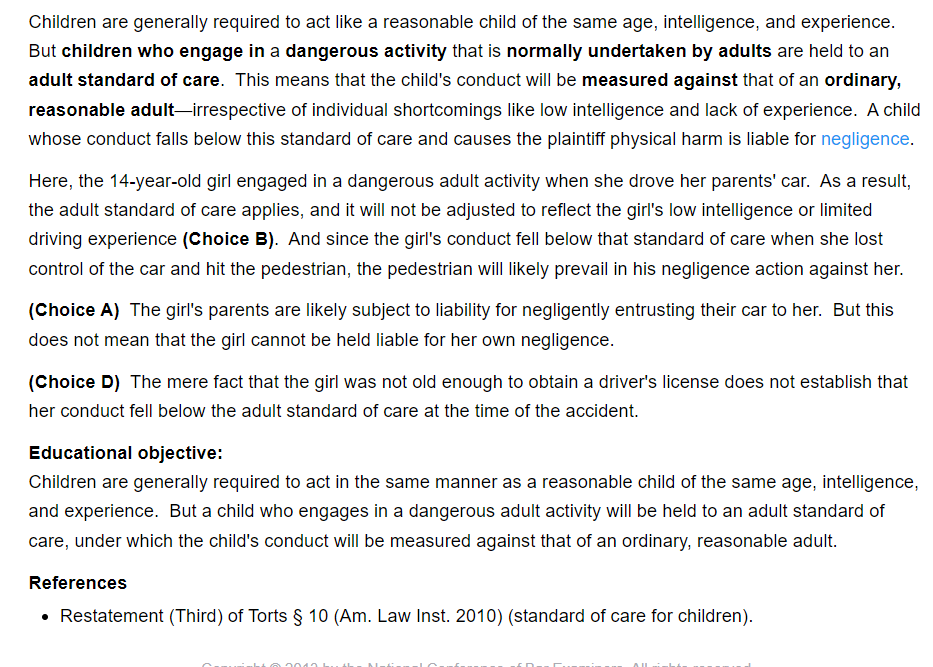 Children are generally required to act like a reasonable child of the same age, intelligence, and experience.
But children who engage in a dangerous activity that is normally undertaken by adults are held to an
adult standard of care.  This means that the child's conduct will be measured against that of an ordinary,
reasonable adult—irrespective of individual shortcomings like low intelligence and lack of experience.  A child
whose conduct falls below this standard of care and causes the plaintiff physical harm is liable for negligence.
Here, the 14-year-old girl engaged in a dangerous adult activity when she drove her parents' car.  As a result,
the adult standard of care applies, and it will not be adjusted to reflect the girl's low intelligence or limited
driving experience (Choice B).  And since the girl's conduct fell below that standard of care when she lost
control of the car and hit the pedestrian, the pedestrian will likely prevail in his negligence action against her.
(Choice A)  The girl's parents are likely subject to liability for negligently entrusting their car to her.  But this
does not mean that the girl cannot be held liable for her own negligence.
(Choice D)  The mere fact that the girl was not old enough to obtain a driver's license does not establish that
her conduct fell below the adult standard of care at the time of the accident.
Educational objective:
Children are generally required to act in the same manner as a reasonable child of the same age, intelligence,
and experience.  But a child who engages in a dangerous adult activity will be held to an adult standard of
care, under which the child's conduct will be measured against that of an ordinary, reasonable adult.
References
• Restatement (Third) of Torts § 10 (Am. Law Inst. 2010) (standard of care for children).
Copyright © 2013 by the National Conference of Bar Examiners. All rights reserved.